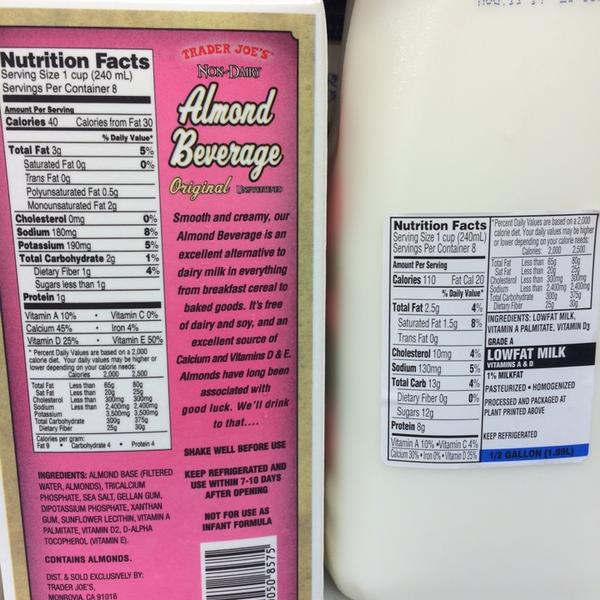 Nutrition Facts
Serving Size 1 cup (240 mL)
Servings Per Container 8
Amount Per Serving
Calories 40 Calories from Fat 30
% Daily Value*
Total Fat 3g 5%
Saturated Fat 0g 0%
Trans Fat 0g
Polyunsaturated Fat 0.5g
Monounsaturated Fat 2g
Cholesterol 0mg 0%
Sodium 180mg 8%
Potassium 190mg 5%
Total Carbohydrate 2g 1%
Dietary Fiber 1g 4%
Sugars less than 1g
Protein 1g
Vitamin A 10% • Vitamin C 0%
Calcium 45% • Iron 4%
Vitamin D 25% • Vitamin E 50%
* Percent Daily Values are based on a 2,000
calorie diet. Your daily values may be higher or
lower depending on your calorie needs:
Calories 2,000 2,500
Total Fat Less than 65g 80g
Sat Fat Less than 20g 25g
Cholesterol Less than 300mg 300mg
Sodium Less than 2,400mg 2,400mg
Potassium 3,500mg 3,500mg
Total Carbohydrate 300g 375g
Dietary Fiber 25g 30g
Calories per gram:
Fat 9 • Carbohydrate 4 • Protein 4
INGREDIENTS: ALMOND BASE (FILTERED
WATER, ALMONDS), TRICALCIUM
PHOSPHATE, SEA SALT, GELLAN GUM,
DIPOTASSIUM PHOSPHATE, XANTHAN
GUM, SUNFLOWER LECITHIN, VITAMIN A
PALMITATE, VITAMIN D2, D-ALPHA
TOCOPHEROL (VITAMIN E).
CONTAINS ALMONDS.
DIST. & SOLD EXCLUSIVELY BY:
TRADER JOE'S,
MONROVIA, CA 91016
TRADER JOE'S
NON-DAIRY
Almond
Beverage
Original UNSWEETENED
Smooth and creamy, our
Almond Beverage is an
excellent alternative to
dairy milk in everything
from breakfast cereal to
baked goods. It's free
of dairy and soy, and an
excellent source of
Calcium and Vitamins D & E.
Almonds have long been
associated with
good luck. We'll drink
to that....
SHAKE WELL BEFORE USE
KEEP REFRIGERATED AND
USE WITHIN 7-10 DAYS
AFTER OPENING
NOT FOR USE AS
INFANT FORMULA
050 8575
Nutrition Facts
Serving Size 1 cup (240mL)
Servings Per Container 8
Amount Per Serving
Calories 110 Fat Cal 20
% Daily Value*
Total Fat 2.5g 4%
Saturated Fat 1.5g 8%
Trans Fat 0g
Cholesterol 10mg 4%
Sodium 130mg 5%
Total Carb 13g 4%
Dietary Fiber 0g 0%
Sugars 12g
Protein 8g
Vitamin A 10% • Vitamin C 4%
Calcium 30% • Iron 0% • Vitamin D 25%
*Percent Daily Values are based on a 2,000
calorie diet. Your daily values may be higher
or lower depending on your calorie needs:
Calories: 2,000 2,500
Total Fat Less than 65g 80g
Sat Fat Less than 20g 25g
Cholesterol Less than 300mg 300mg
Sodium Less than 2,400mg 2,400mg
Total Carbohydrate 300g 375g
Dietary Fiber 25g 30g
INGREDIENTS: LOWFAT MILK,
VITAMIN A PALMITATE, VITAMIN D3
GRADE A
LOWFAT MILK
VITAMINS A & D
1% MILKFAT
PASTEURIZED • HOMOGENIZED
PROCESSED AND PACKAGED AT
PLANT PRINTED ABOVE
KEEP REFRIGERATED
1/2 GALLON (1.89L)